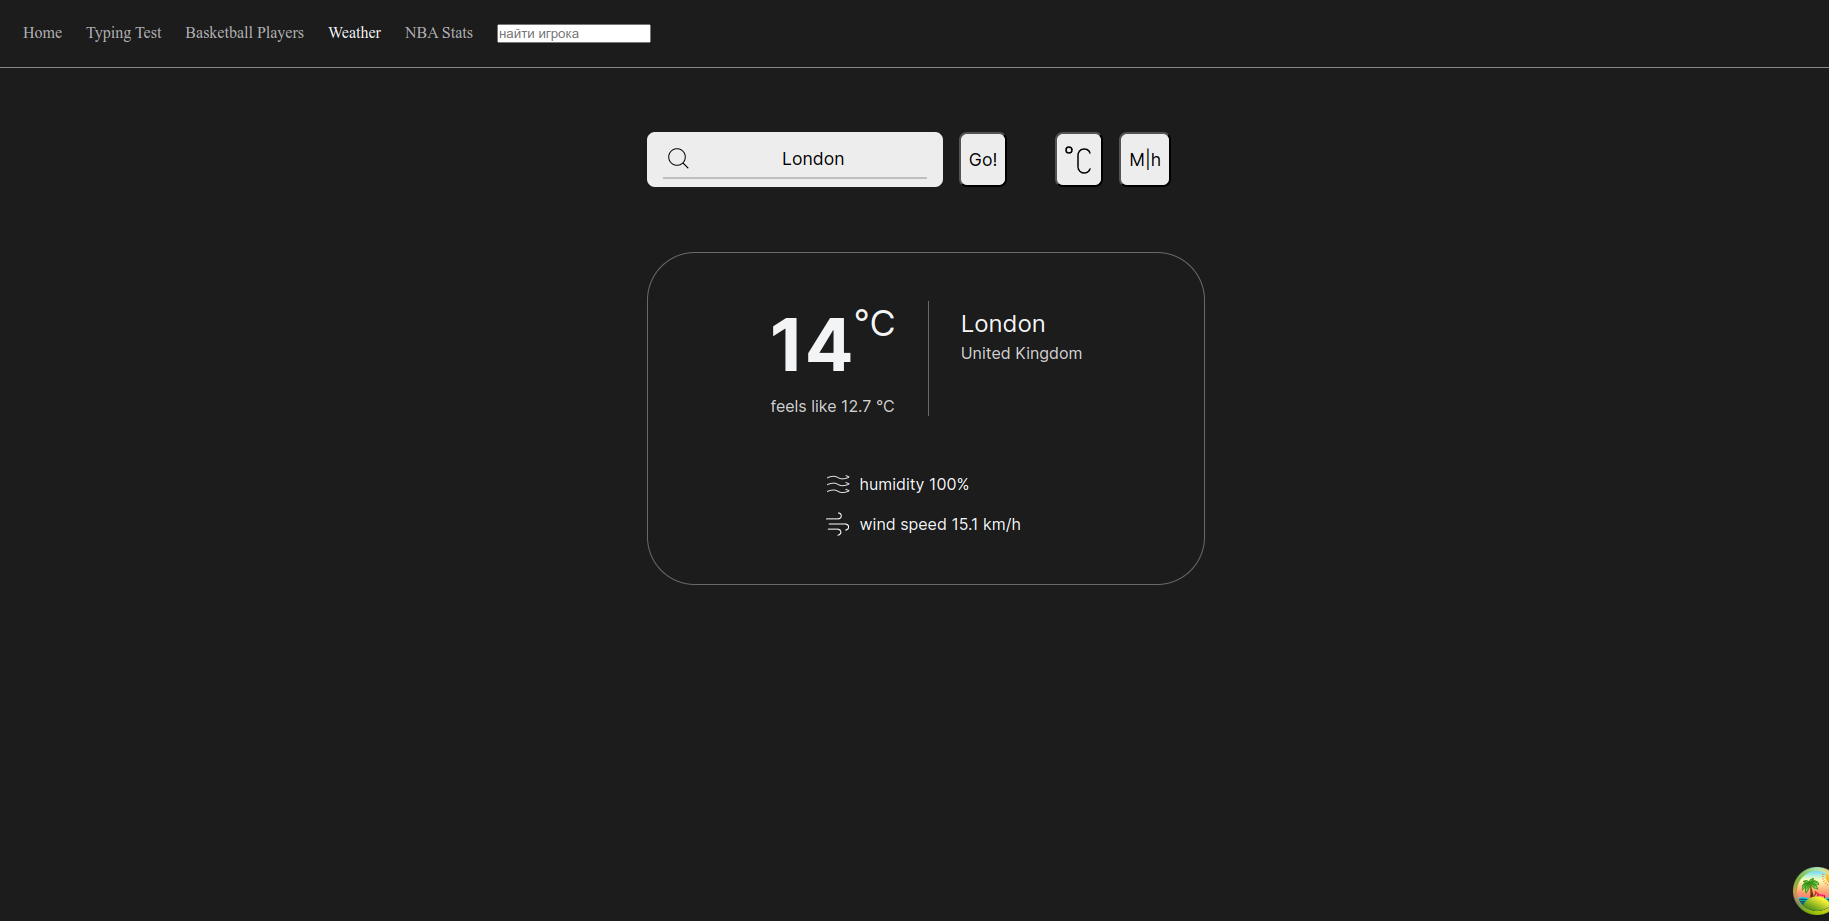 Home Typing Test Basketball Players Weather NBA Stats найти игрока
London Go! °C M|h
14 °C
feels like 12.7 °C
London
United Kingdom
humidity 100%
wind speed 15.1 km/h